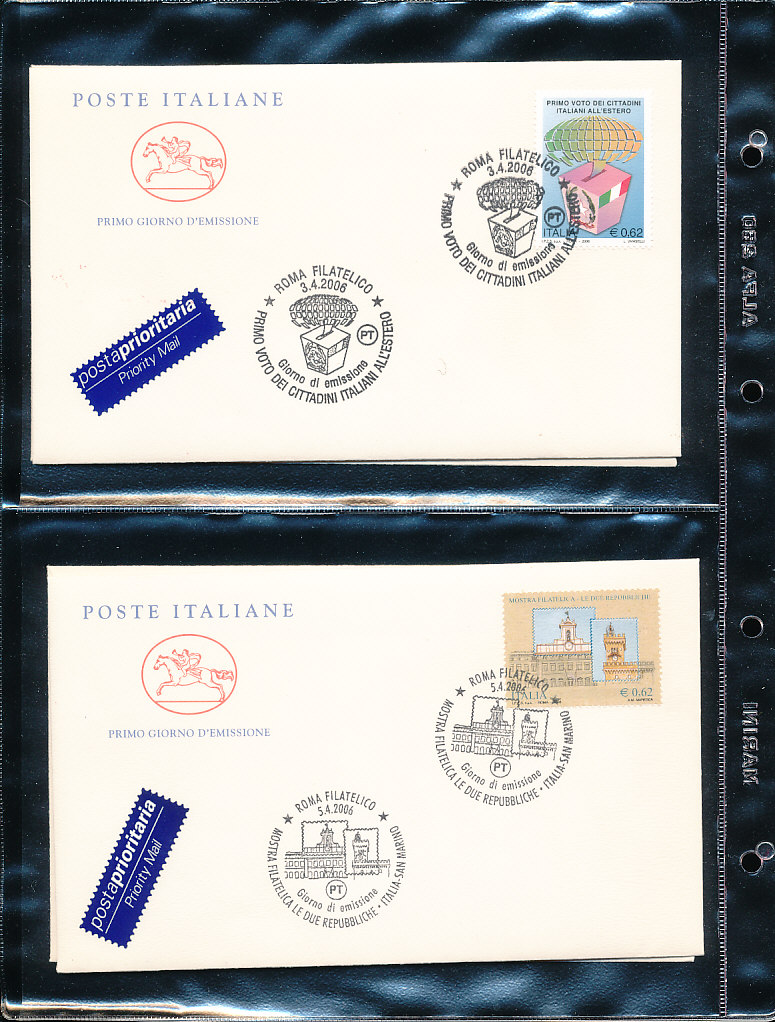 POSTE ITALIANE
PRIMO GIORNO D'EMISSIONE
PRIMO VOTO DEI CITTADINI
ITALIANI ALL'ESTERO
ITALIA
€ 0.62
ROMA FILATELICO
3.4.2006
PT
Giorno di emissione
PRIMO VOTO DEI CITTADINI ITALIANI ALL'ESTERO
ROMA FILATELICO
3.4.2006
PT
Giorno di emissione
PRIMO VOTO DEI CITTADINI ITALIANI ALL'ESTERO
postaprioritaria
Priority Mail
POSTE ITALIANE
PRIMO GIORNO D'EMISSIONE
MOSTRA FILATELICA - LE DUE REPUBBLICHE
ITALIA
€ 0.62
ROMA FILATELICO
5.4.2006
PT
Giorno di emissione
MOSTRA FILATELICA LE DUE REPUBBLICHE • ITALIA-SAN MARINO
ROMA FILATELICO
5.4.2006
PT
Giorno di emissione
MOSTRA FILATELICA LE DUE REPUBBLICHE • ITALIA-SAN MARINO
postaprioritaria
Priority Mail
MARINI